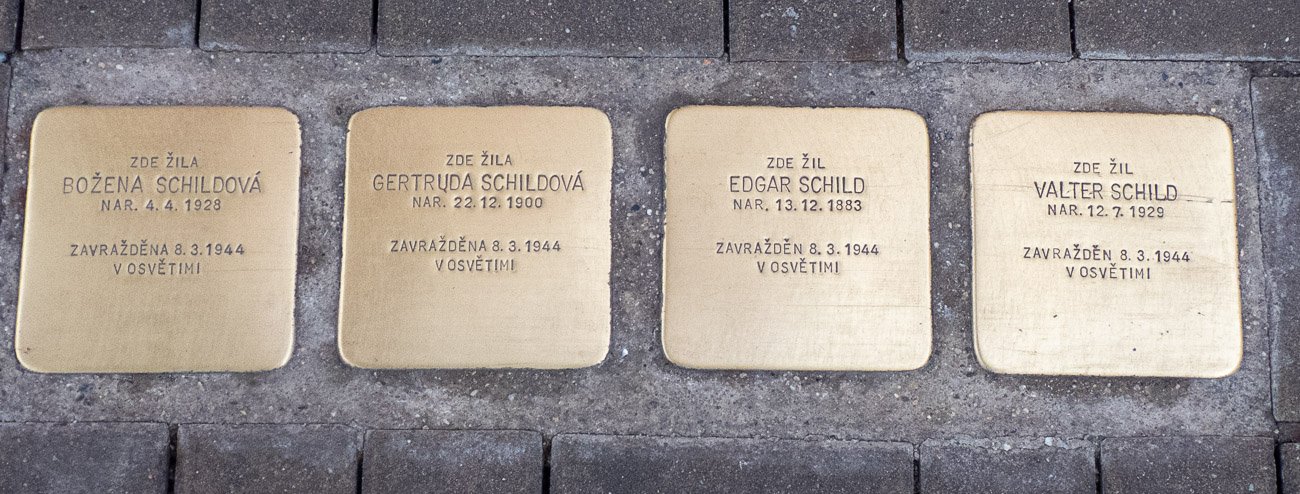 ZDE ŽILA
BOŽENA SCHILDOVÁ
NAR. 4. 4. 1928
ZAVRAŽDĚNA 8. 3. 1944
V OSVĚTIMI
ZDE ŽILA
GERTRUDA SCHILDOVÁ
NAR. 22. 12. 1900
ZAVRAŽDĚNA 8. 3. 1944
V OSVĚTIMI
ZDE ŽIL
EDGAR SCHILD
NAR. 13. 12. 1883
ZAVRAŽDĚN 8. 3. 1944
V OSVĚTIMI
ZDE ŽIL
VALTER SCHILD
NAR. 12. 7. 1929
ZAVRAŽDĚN 8. 3. 1944
V OSVĚTIMI